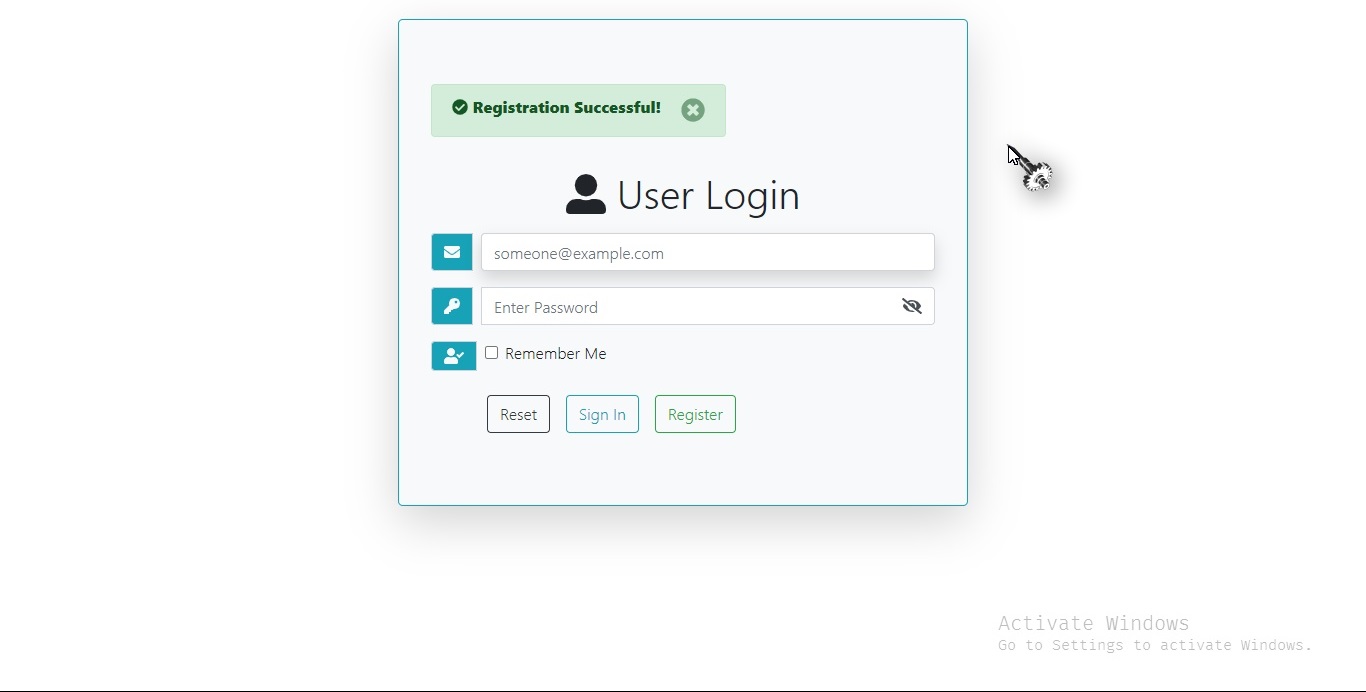 Registration Successful!
User Login
someone@example.com
Enter Password
Remember Me
Reset Sign In Register
Activate Windows
Go to Settings to activate Windows.